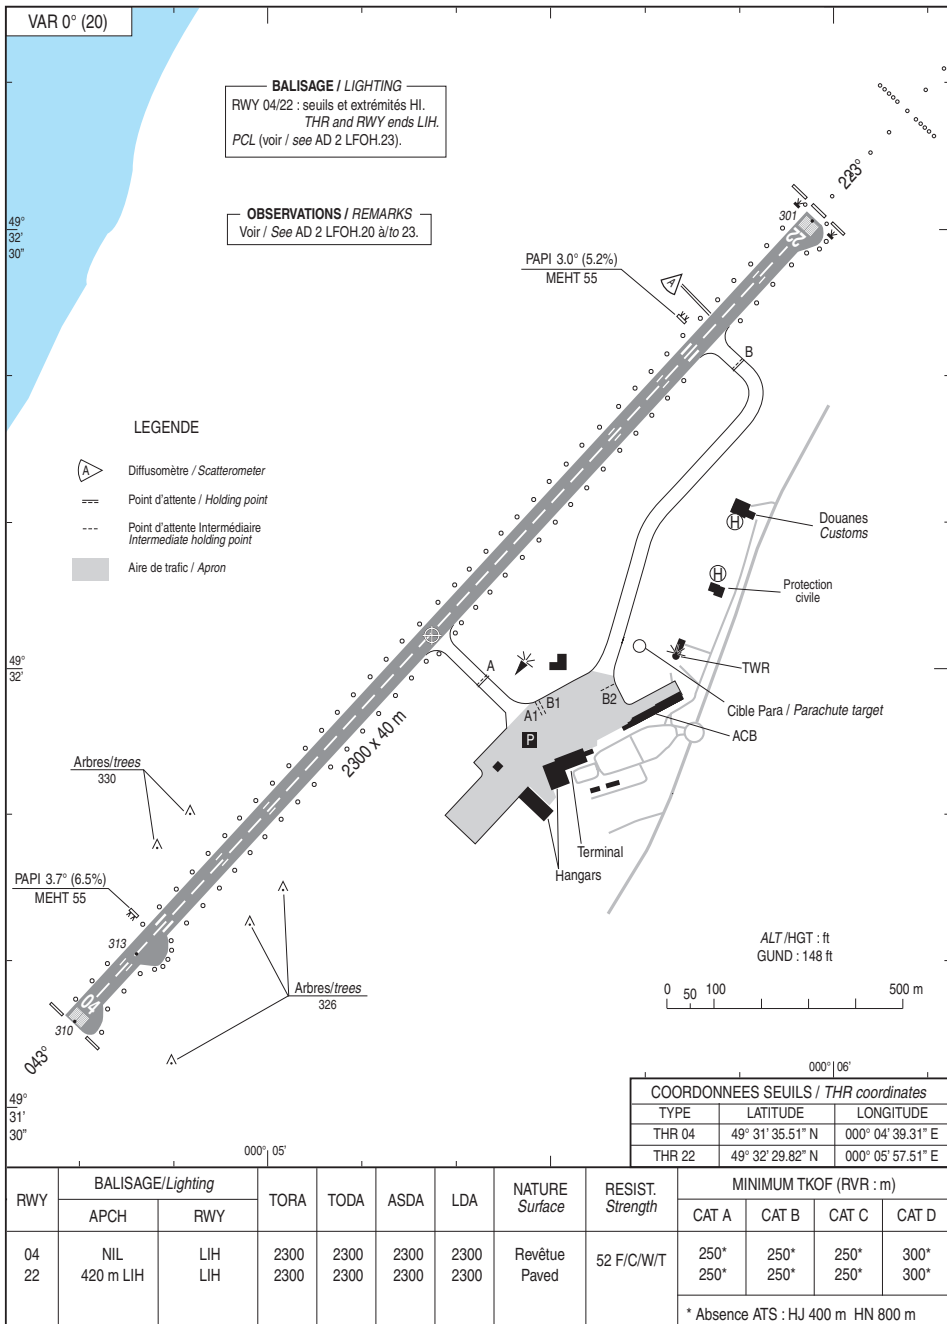 VAR 0° (20)
BALISAGE / LIGHTING
RWY 04/22 : seuils et extrémités HI.
THR and RWY ends LIH.
PCL (voir / see AD 2 LFOH.23).
OBSERVATIONS / REMARKS
Voir / See AD 2 LFOH.20 à/to 23.
223°
301
22
49°
32'
30"
PAPI 3.0° (5.2%)
MEHT 55
A
B
LEGENDE
A Diffusomètre / Scatterometer
Point d'attente / Holding point
Point d'attente Intermédiaire
Intermediate holding point
Aire de trafic / Apron
H
Douanes
Customs
H
Protection
civile
49°
32'
A
TWR
B1
B2
A1
Cible Para / Parachute target
ACB
P
2300 x 40 m
Arbres/trees
330
Terminal
Hangars
PAPI 3.7° (6.5%)
MEHT 55
313
ALT /HGT : ft
GUND : 148 ft
Arbres/trees
326
0 50 100 500 m
04
310
043°
000° 06'
49°
31'
30"
000° 05'
COORDONNEES SEUILS / THR coordinates
TYPE LATITUDE LONGITUDE
THR 04 49° 31' 35.51" N 000° 04' 39.31" E
THR 22 49° 32' 29.82" N 000° 05' 57.51" E
RWY BALISAGE/Lighting TORA TODA ASDA LDA NATURE RESIST. MINIMUM TKOF (RVR : m)
Surface Strength
APCH RWY CAT A CAT B CAT C CAT D
04 NIL LIH 2300 2300 2300 2300 Revêtue 52 F/C/W/T 250* 250* 250* 300*
22 420 m LIH LIH 2300 2300 2300 2300 Paved 250* 250* 250* 300*
* Absence ATS : HJ 400 m HN 800 m